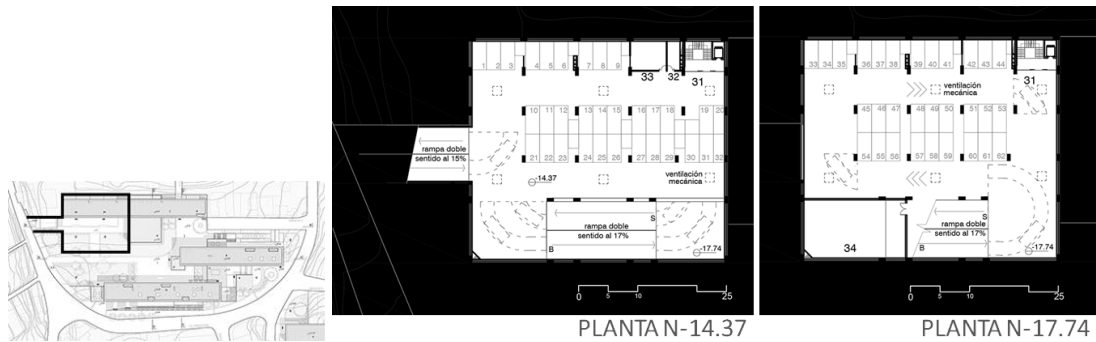 1 2 3 4 5 6 7 8 9
33 32
31
10 11 12 13 14 15 16 17 18 19 20
rampa doble
sentido al 15%
21 22 23 24 25 26 27 28 29 30 31 32
ventilación
mecánica
-14.37
S
rampa doble
sentido al 17%
B
-17.74
0 5 10 25
PLANTA N-14.37
33 34 35 36 37 38 39 40 41 42 43 44
31
ventilación
mecánica
45 46 47 48 49 50 51 52 53
54 55 56 57 58 59 60 61 62
S
rampa doble
sentido al 17%
34
B
-17.74
0 5 10 25
PLANTA N-17.74